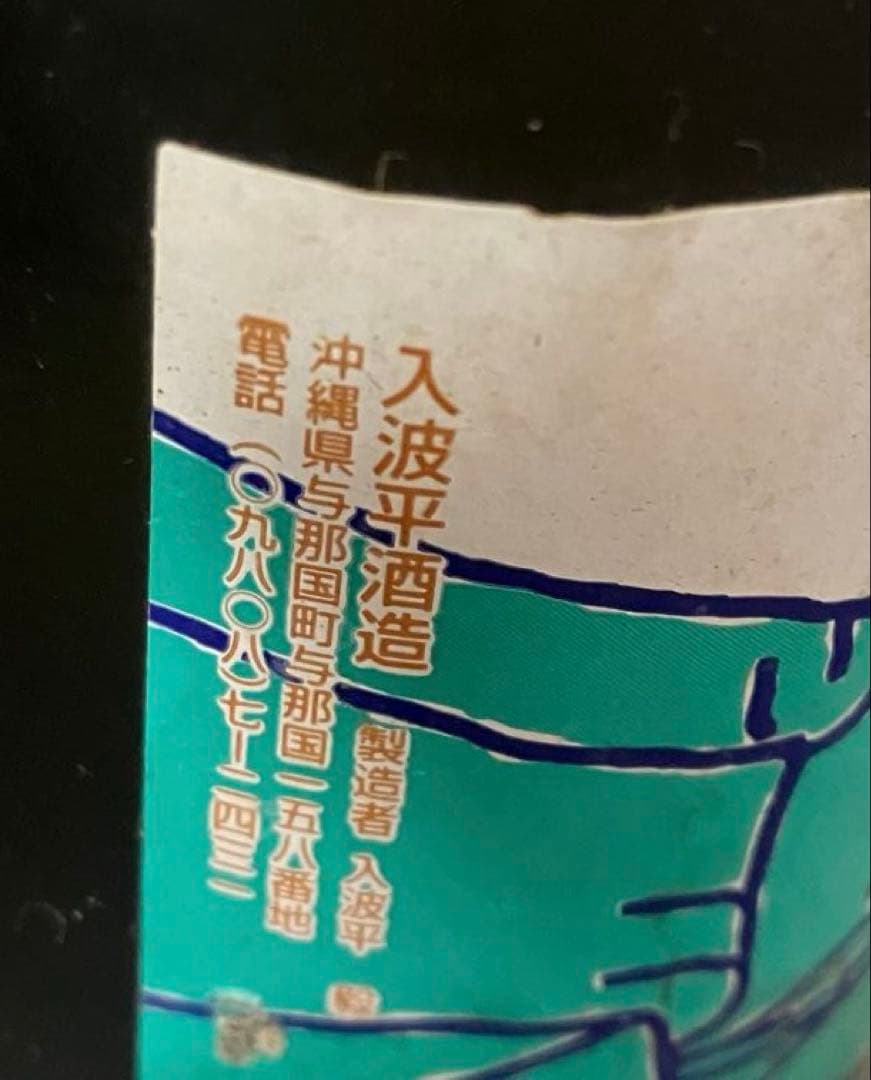 入波平酒造
製造者 入波平 毅
沖縄県与那国町与那国一五八番地
電話(〇九八〇八)七ー二四三一